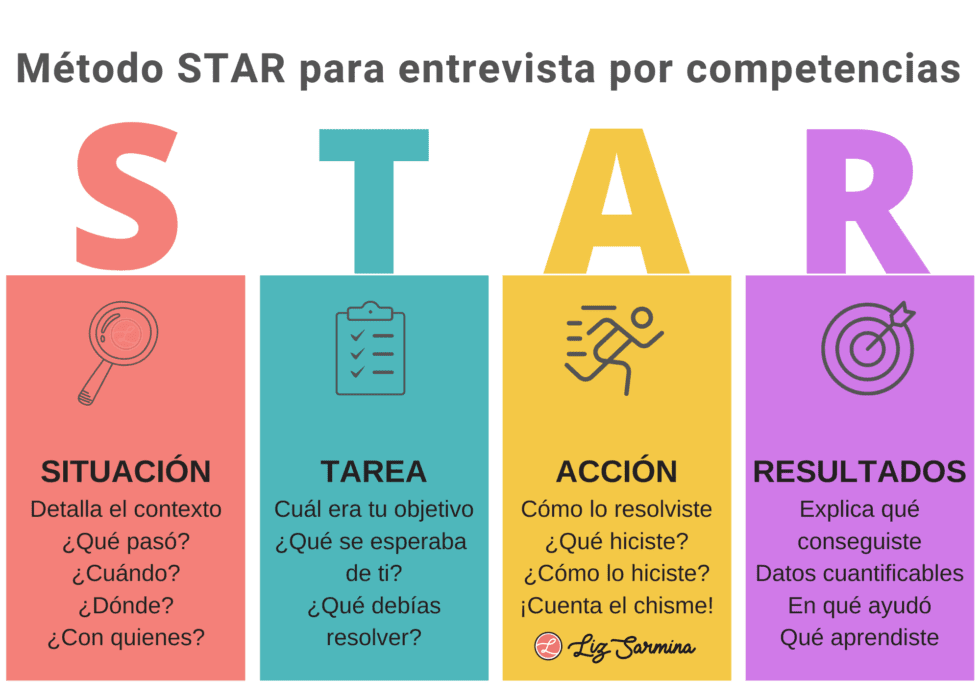 Método STAR para entrevista por competencias
S
T
A
R
SITUACIÓN
Detalla el contexto
¿Qué pasó?
¿Cuándo?
¿Dónde?
¿Con quienes?
TAREA
Cuál era tu objetivo
¿Qué se esperaba
de ti?
¿Qué debías
resolver?
ACCIÓN
Cómo lo resolviste
¿Qué hiciste?
¿Cómo lo hiciste?
¡Cuenta el chisme!
L Liz Sarmina
RESULTADOS
Explica qué
conseguiste
Datos cuantificables
En qué ayudó
Qué aprendiste